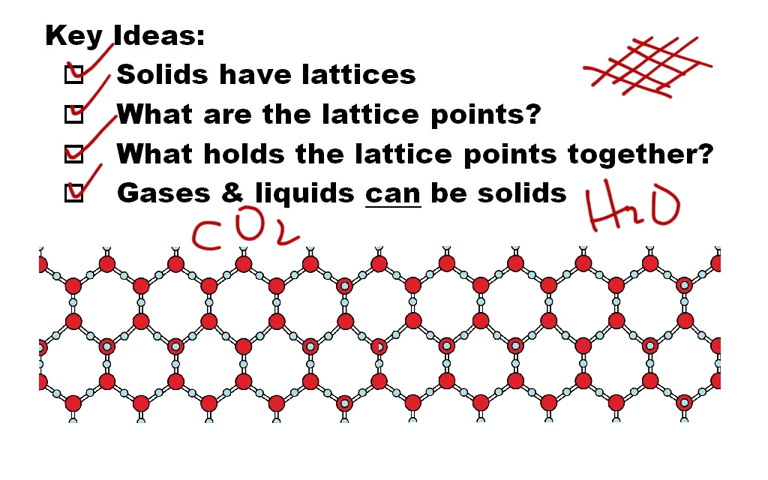 Key Ideas:
Solids have lattices
What are the lattice points?
What holds the lattice points together?
Gases & liquids can be solids
CO2
H2O